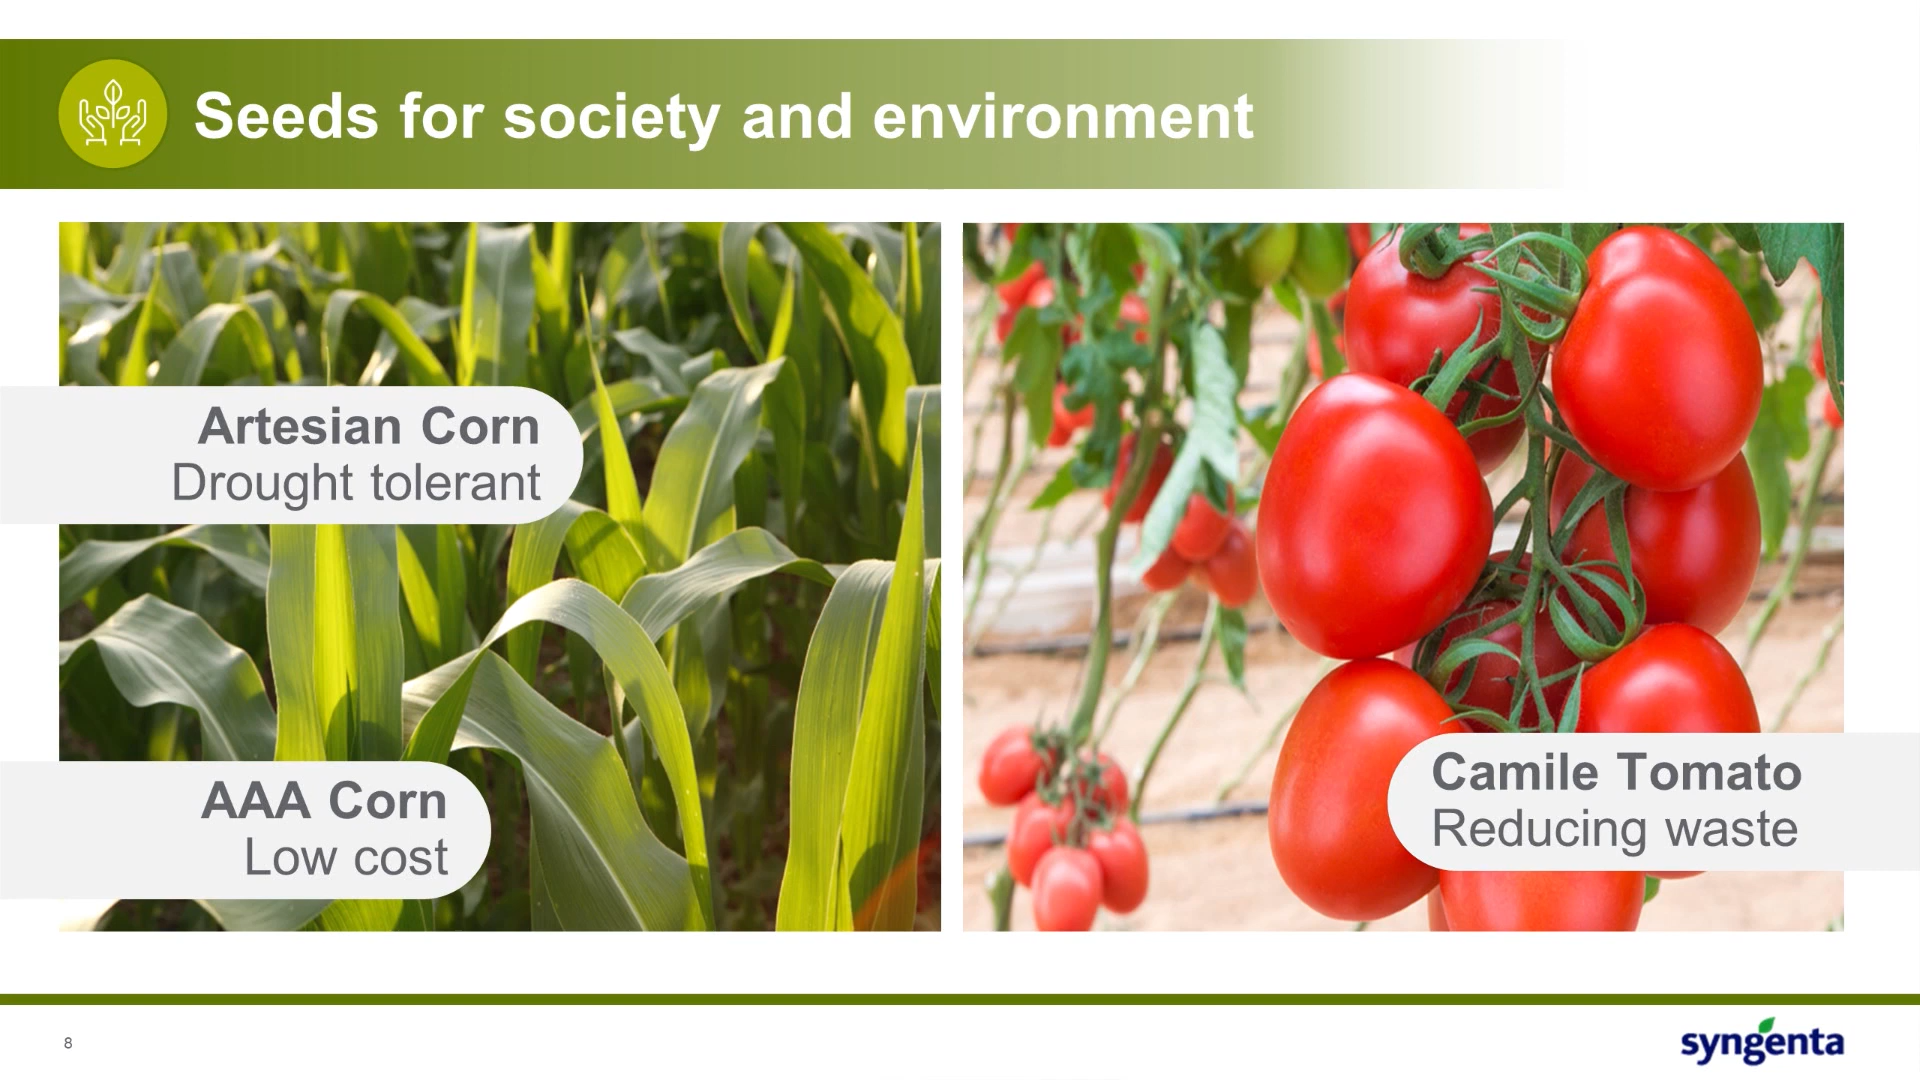 Seeds for society and environment
Artesian Corn
Drought tolerant
AAA Corn
Low cost
Camile Tomato
Reducing waste
8
syngenta